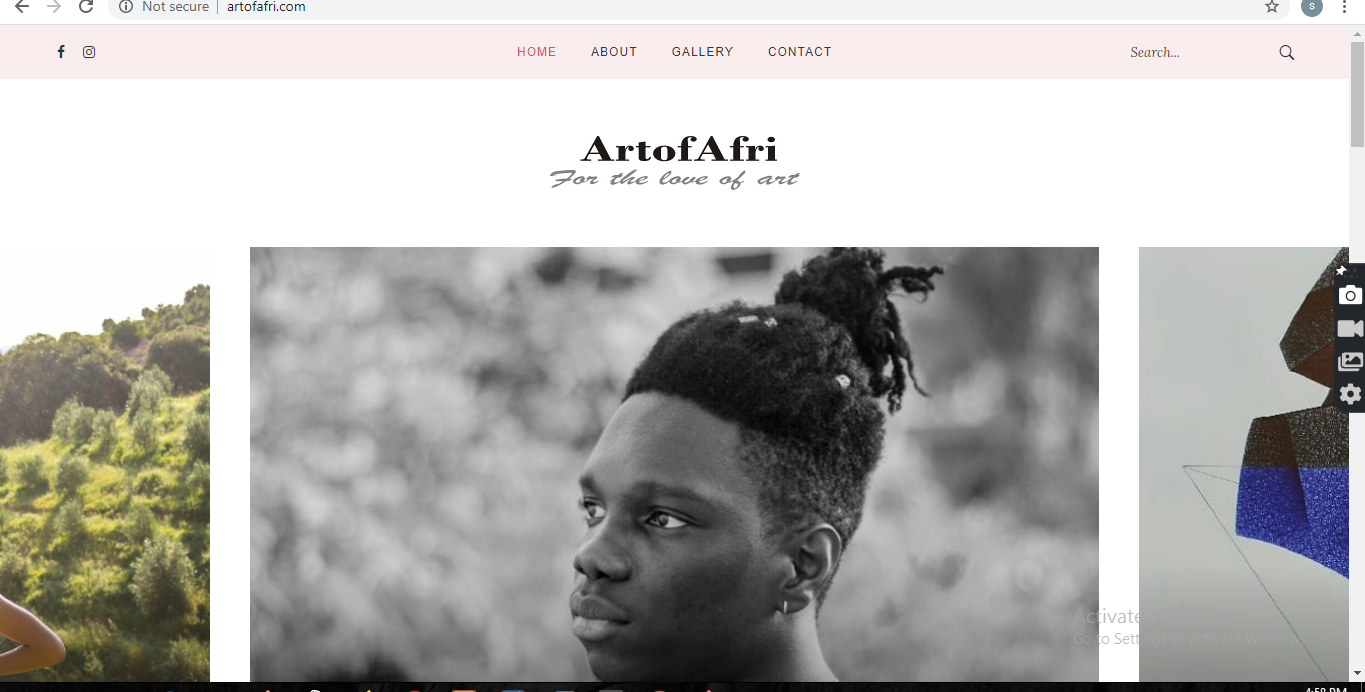 Not secure | artofafri.com
S
HOME ABOUT GALLERY CONTACT Search...
ArtofAfri
For the love of art
Activate
Go to Settings to activate Windows.
4:58 PM